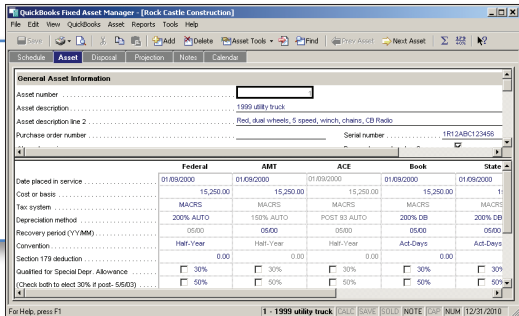 QuickBooks Fixed Asset Manager - [Rock Castle Construction]
File Edit View QuickBooks Asset Reports Tools Help
Save Add Delete Asset Tools Find Prev Asset Next Asset
Schedule Asset Disposal Projection Notes Calendar
General Asset Information
Asset number
Asset description 1999 utility truck
Asset description line 2 Red, dual wheels, 5 speed, winch, chains, CB Radio
Purchase order number Serial number 1R12ABC123456
Federal AMT ACE Book State
Date placed in service 01/09/2000 01/09/2000 01/09/2000 01/09/2000 01/09/2000
Cost or basis 15,250.00 15,250.00 15,250.00 15,250.00
Tax system MACRS MACRS MACRS MACRS MACRS
Depreciation method 200% AUTO 150% AUTO POST 93 AUTO 200% DB 200% DB
Recovery period (YY/MM) 05/00 05/00 05/00 05/00 05/00
Convention Half-Year Half-Year Half-Year Act-Days Act-Days
Section 179 deduction 0.00 0.00 0.00
Qualified for Special Depr. Allowance 30% 30% 30% 30% 30%
(Check both to elect 30% if post- 5/5/03) 50% 50% 50% 50% 50%
For Help, press F1 1 - 1999 utility truck CALC SAVE SOLD NOTE CAP NUM 12/31/2010